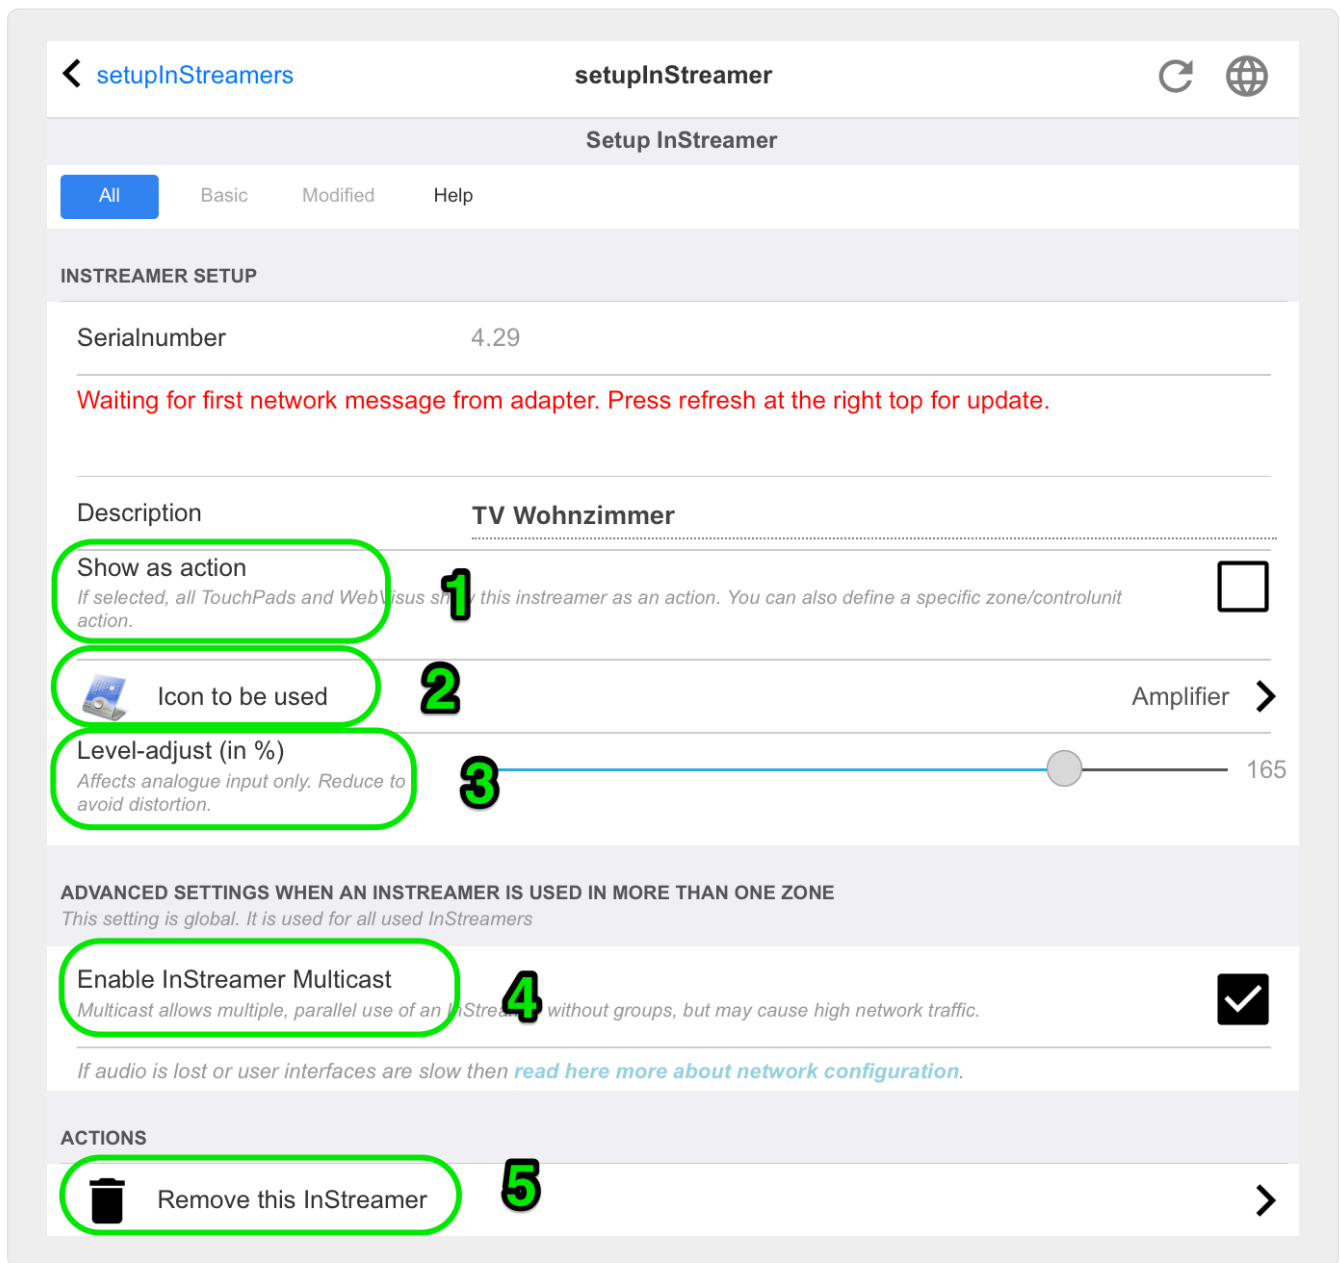 setupInStreamers
setupInStreamer
Setup InStreamer
All
Basic
Modified
Help
INSTREAMER SETUP
Serialnumber
4.29
Waiting for first network message from adapter. Press refresh at the right top for update.
Description
TV Wohnzimmer
Show as action
1
If selected, all TouchPads and WebVisus this instreamer as an action. You can also define a specific zone/controlunit
action.
Icon to be used
2
Amplifier
Level-adjust (in %)
Affects analogue input only. Reduce to
avoid distortion.
3
165
ADVANCED SETTINGS WHEN AN INSTREAMER IS USED IN MORE THAN ONE ZONE
This setting is global. It is used for all used InStreamers
Enable InStreamer Multicast
4
Multicast allows multiple, parallel use of an without groups, but may cause high network traffic.
If audio is lost or user interfaces are slow then read here more about network configuration.
ACTIONS
Remove this InStreamer
5